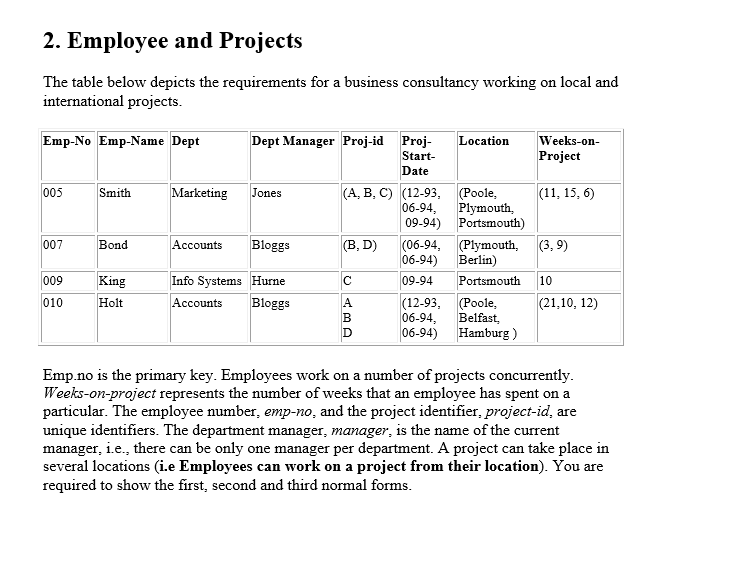 2. Employee and Projects
The table below depicts the requirements for a business consultancy working on local and
international projects.
Emp-No Emp-Name Dept Dept Manager Proj-id Proj-Start-Date Location Weeks-on-Project
005 Smith Marketing Jones (A, B, C) (12-93, 06-94, 09-94) (Poole, Plymouth, Portsmouth) (11, 15, 6)
007 Bond Accounts Bloggs (B, D) (06-94, 06-94) (Plymouth, Berlin) (3, 9)
009 King Info Systems Hurne C 09-94 Portsmouth 10
010 Holt Accounts Bloggs A B D (12-93, 06-94, 06-94) (Poole, Belfast, Hamburg ) (21,10, 12)
Emp.no is the primary key. Employees work on a number of projects concurrently.
Weeks-on-project represents the number of weeks that an employee has spent on a
particular. The employee number, emp-no, and the project identifier, project-id, are
unique identifiers. The department manager, manager, is the name of the current
manager, i.e., there can be only one manager per department. A project can take place in
several locations (i.e Employees can work on a project from their location). You are
required to show the first, second and third normal forms.